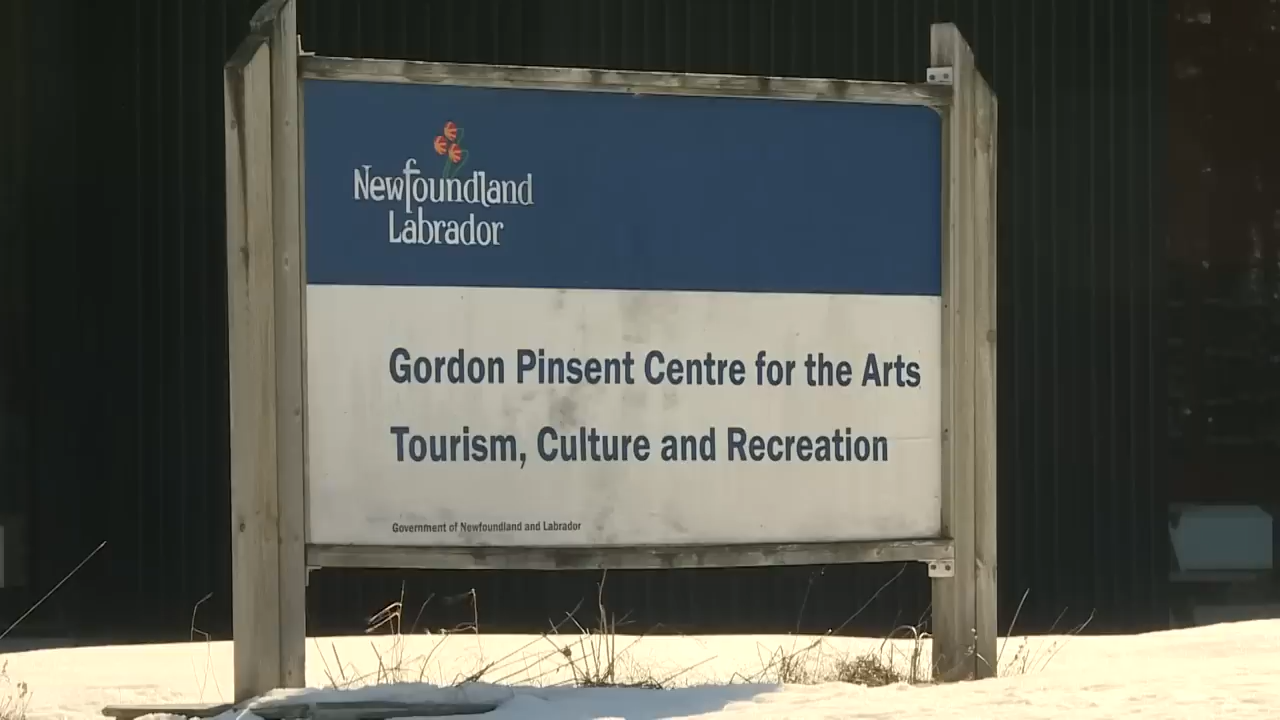 Newfoundland
Labrador
Gordon Pinsent Centre for the Arts
Tourism, Culture and Recreation
Government of Newfoundland and Labrador